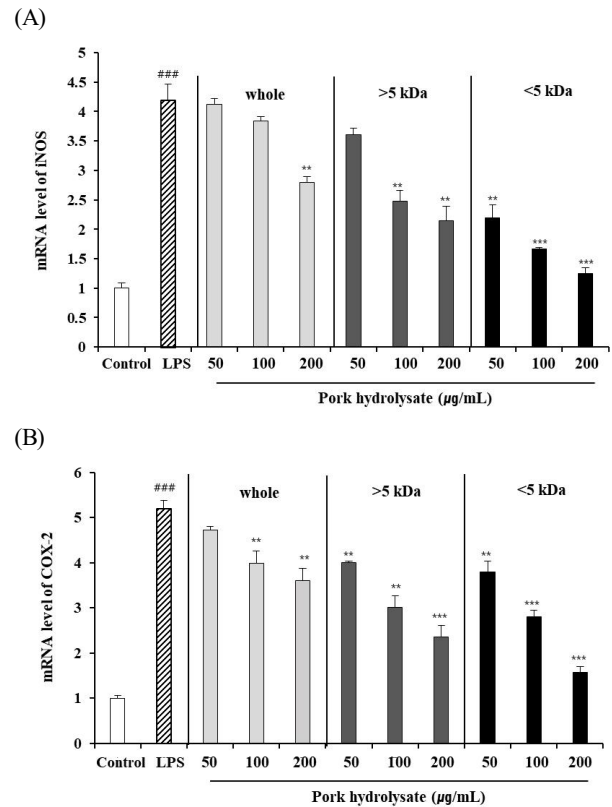 (A)
mRNA level of iNOS
5
4.5
4
3.5
3
2.5
2
1.5
1
0.5
0
###
whole
>5 kDa
<5 kDa
**
**
**
**
***
***
Control LPS 50 100 200 50 100 200 50 100 200
Pork hydrolysate (㎍/mL)
(B)
mRNA level of COX-2
6
5
4
3
2
1
0
###
whole
>5 kDa
<5 kDa
**
**
**
**
***
**
***
***
Control LPS 50 100 200 50 100 200 50 100 200
Pork hydrolysate (㎍/mL)